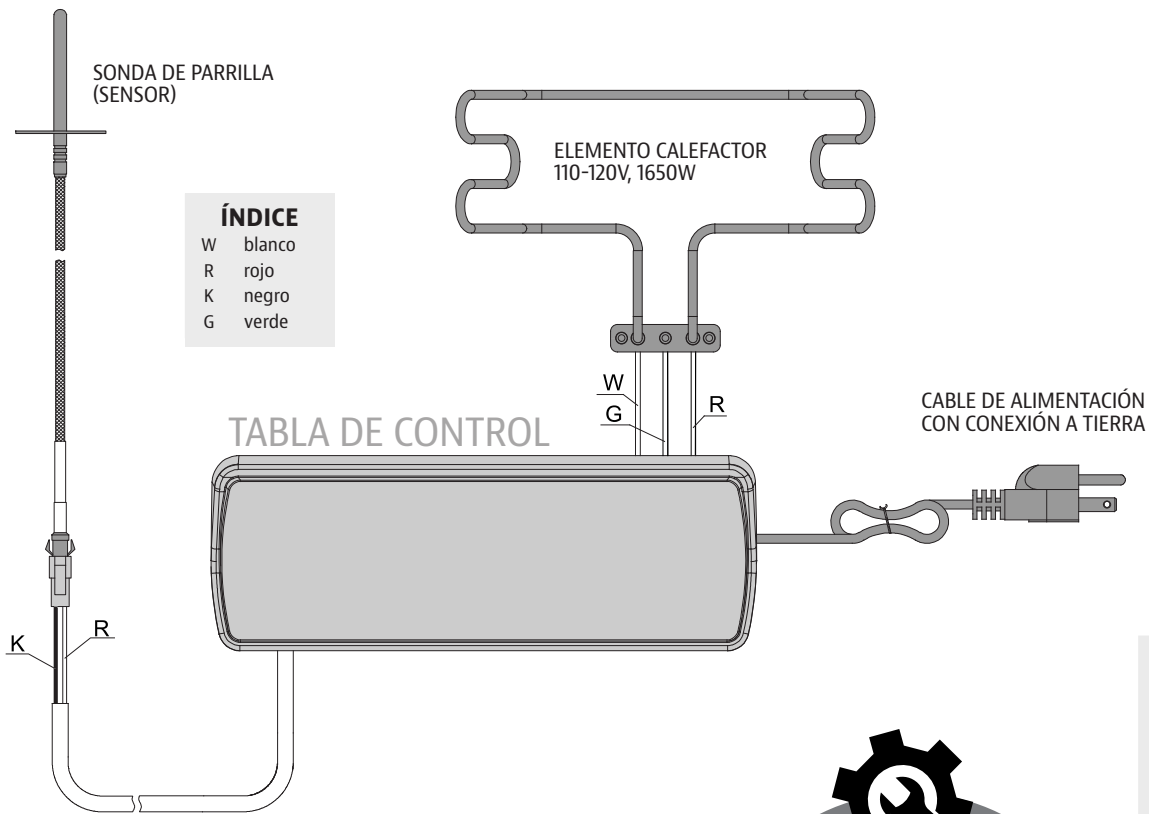 SONDA DE PARRILLA
(SENSOR)
ELEMENTO CALEFACTOR
110-120V, 1650W
ÍNDICE
W blanco
R rojo
K negro
G verde
W
G
R
CABLE DE ALIMENTACIÓN
CON CONEXIÓN A TIERRA
TABLA DE CONTROL
K
R